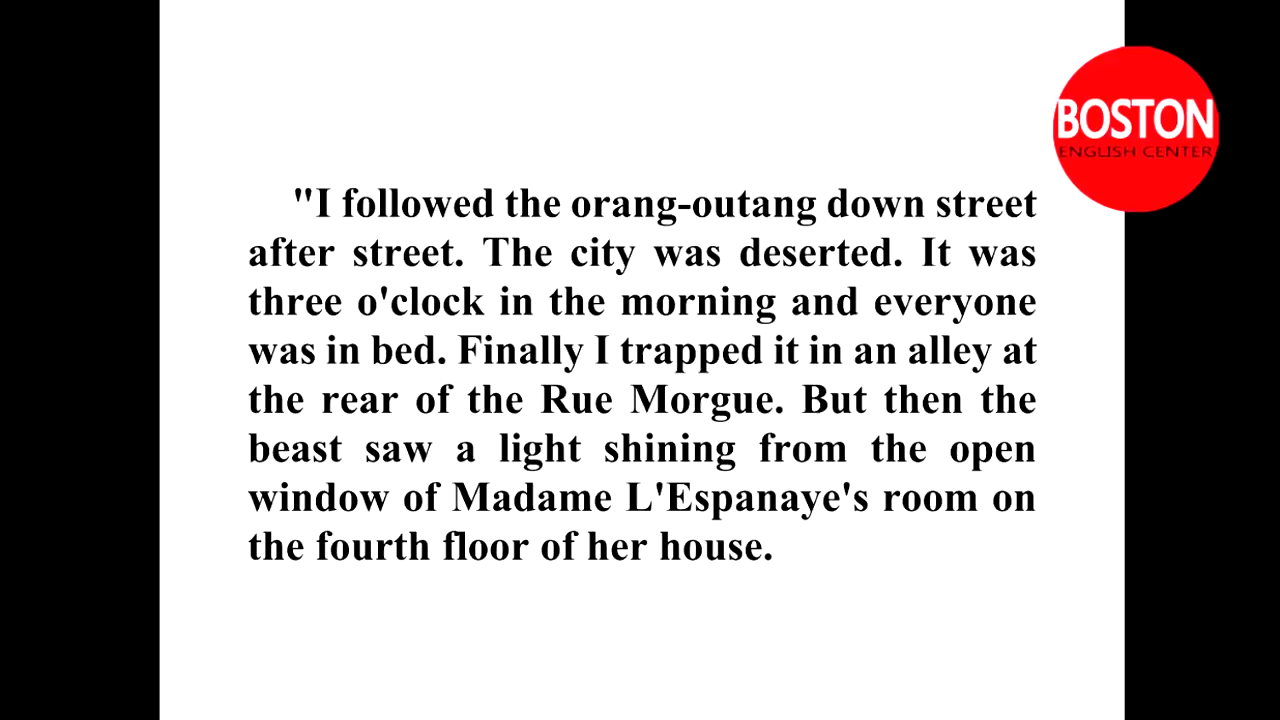 BOSTON
ENGLISH CENTER
"I followed the orang-outang down street
after street. The city was deserted. It was
three o'clock in the morning and everyone
was in bed. Finally I trapped it in an alley at
the rear of the Rue Morgue. But then the
beast saw a light shining from the open
window of Madame L'Espanaye's room on
the fourth floor of her house.